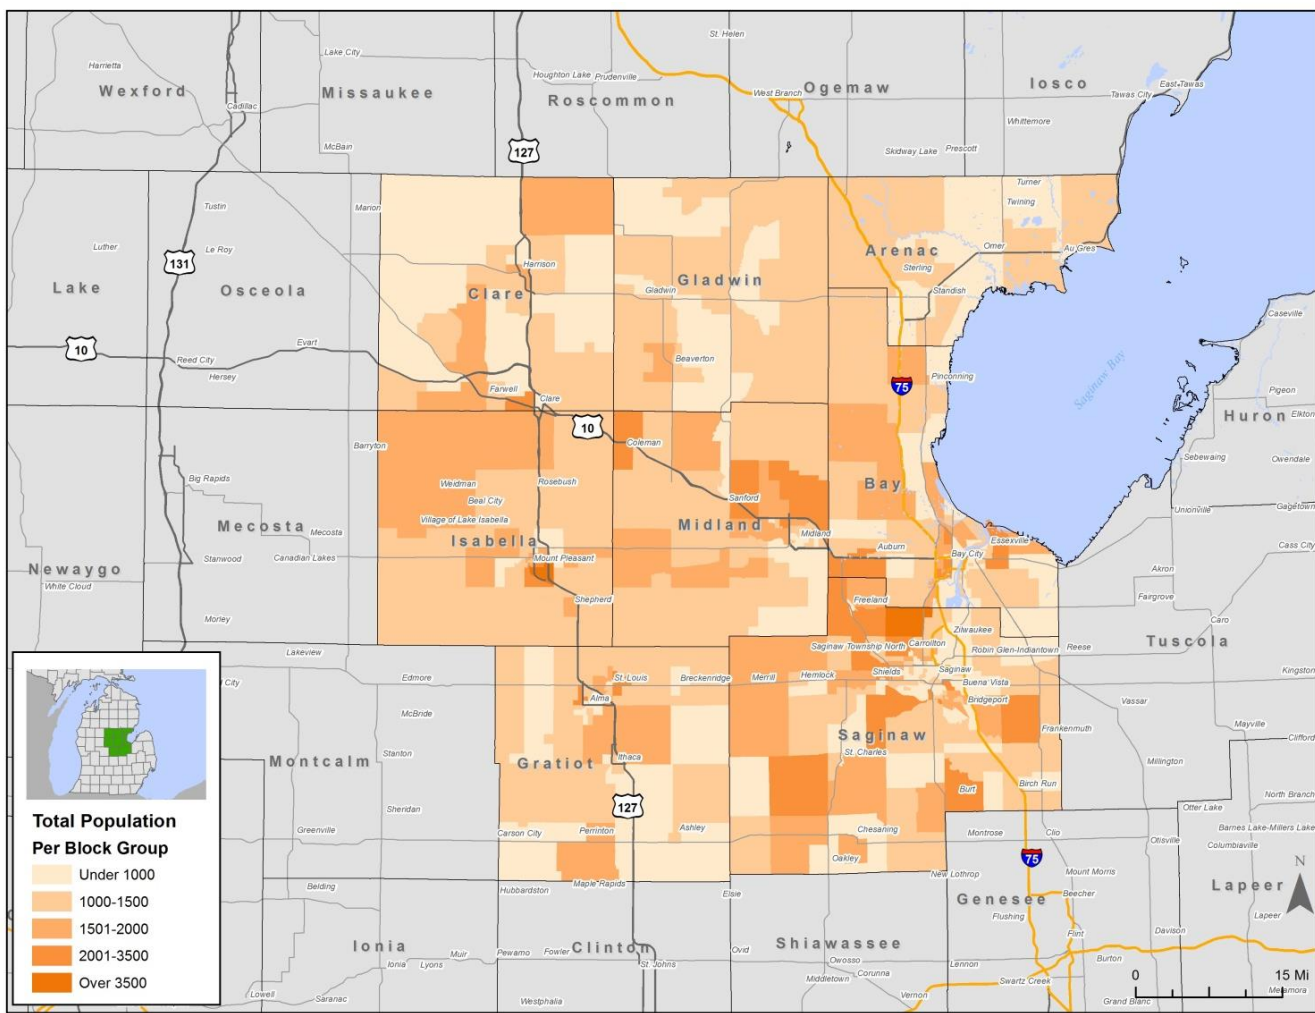 St. Helen
Lake City
Harrietta
Houghton Lake
Prudenville
Wexford
Missaukee
Roscommon
Ogemaw
Iosco
West Branch
East Tawas
Tawas City
Cadillac
Whittemore
McBain
127
Skidway Lake
Prescott
Turner
Twining
Marion
Tustin
Luther
Le Roy
131
Arenac
Omer
Au Gres
Sterling
Harrison
Gladwin
Lake
Osceola
Clare
Gladwin
Standish
Caseville
10
Evart
Reed City
Hersey
Beaverton
Saginaw Bay
Pinconning
75
Farwell
Clare
Pigeon
Huron
Elkton
10
Barryton
Coleman
Sebewaing
Owendale
Big Rapids
Weidman
Rosebush
Beal City
Bay
Sanford
Unionville
Gagetown
Village of Lake Isabella
Mecosta
Mecosta
Isabella
Midland
Midland
Essexville
Auburn
Bay City
Cass City
Stanwood
Canadian Lakes
Mount Pleasant
Newaygo
White Cloud
Akron
Fairgrove
Shepherd
Freeland
Morley
Caro
Zilwaukee
Carrollton
Tuscola
Saginaw Township North
Robin Glen-Indiantown
Reese
Lakeview
City
Edmore
St. Louis
Breckenridge
Merrill
Hemlock
Shields
Saginaw
Buena Vista
Kingston
Alma
Bridgeport
Vassar
McBride
Frankenmuth
Mayville
Clifford
Saginaw
Stanton
St. Charles
Ithaca
Montcalm
Gratiot
Millington
Burt
Birch Run
North Branch
127
Sheridan
Otter Lake
Greenville
Carson City
Perrinton
Ashley
Chesaning
Montrose
Clio
Otisville
Barnes Lake-Millers Lake
Columbiaville
Oakley
75
New Lothrop
Mount Morris
N
Belding
Hubbardston
Maple Rapids
Elsie
Genesee
Beecher
Lapeer
Flushing
Lapeer
Flint
Davison
Ionia
Clinton
Shiawassee
Muir
Pewamo
Fowler
Ovid
Owosso
Burton
Ionia
Lyons
St. Johns
Corunna
Lennon
Middletown
Swartz Creek
0
15 Mi
Metamora
Lowell
Saranac
Westphalia
Vernon
Grand Blanc
Total Population
Per Block Group
Under 1000
1000-1500
1501-2000
2001-3500
Over 3500